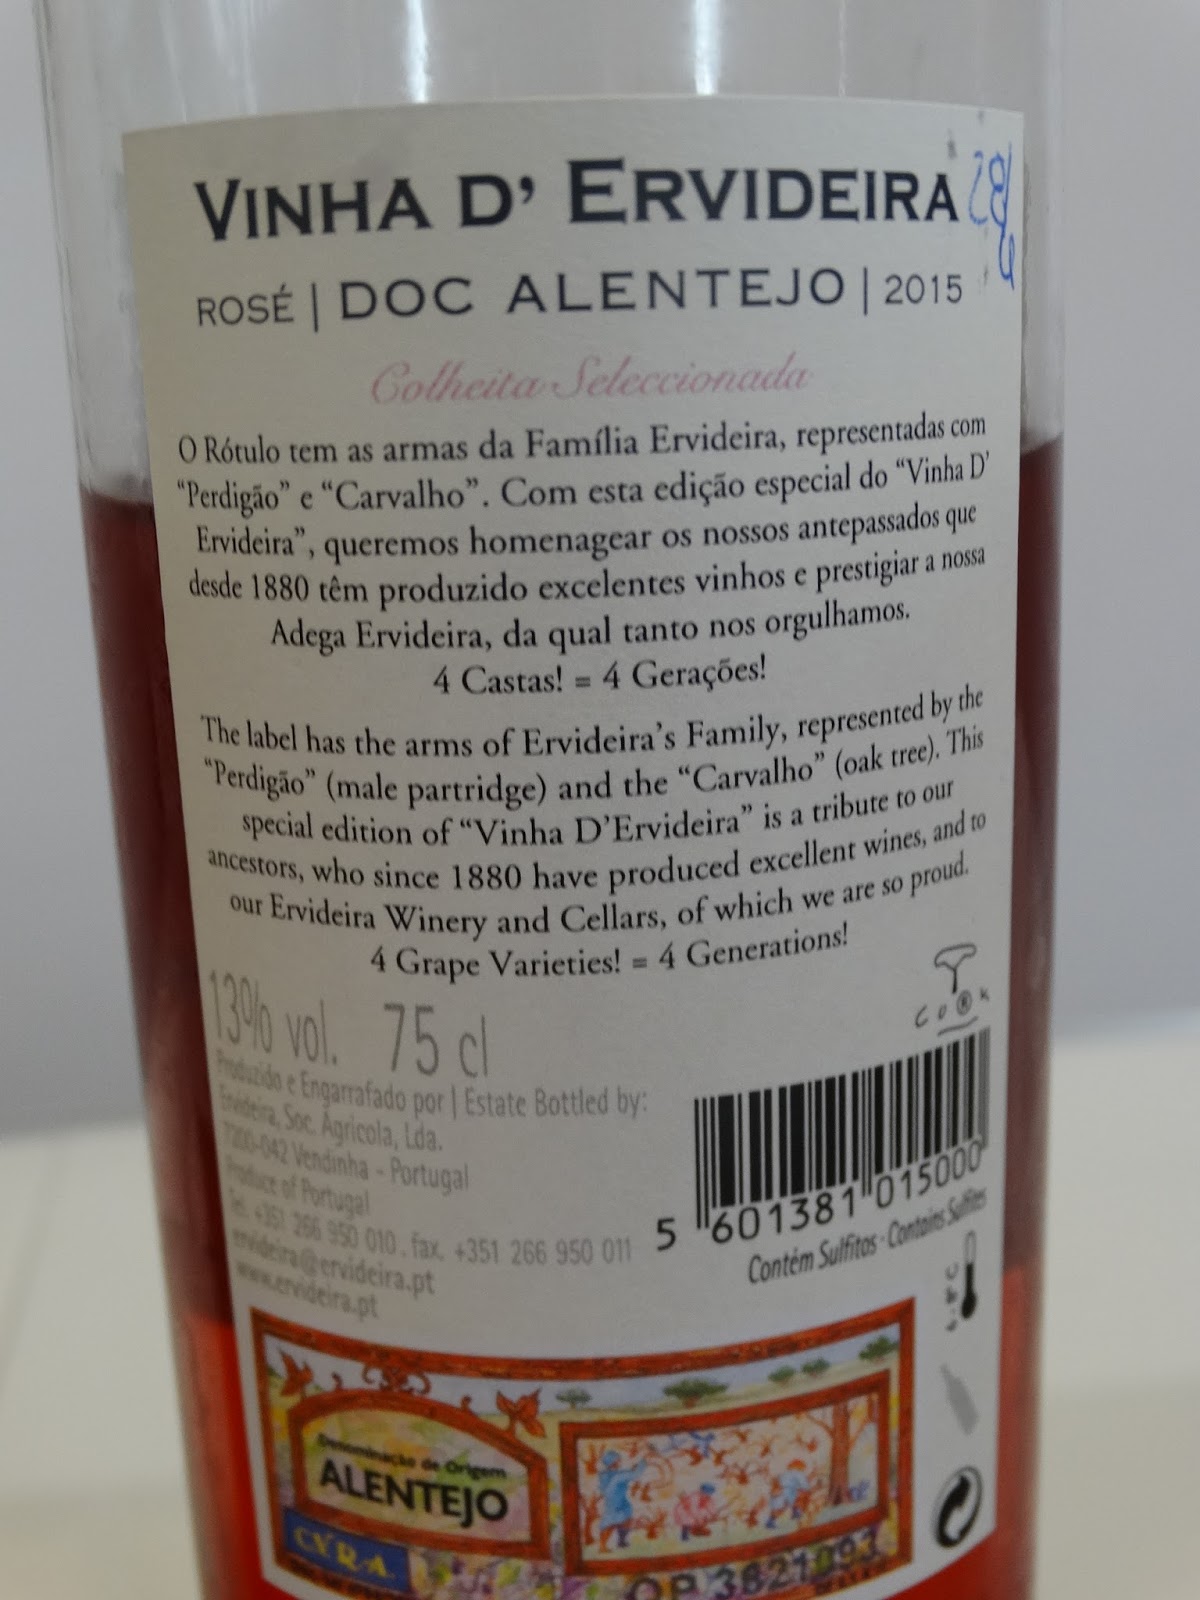 VINHA D' ERVIDEIRA
ROSÉ | DOC ALENTEJO | 2015
Colheita Seleccionada
O Rótulo tem as armas da Família Ervideira, representadas com
"Perdigão" e "Carvalho". Com esta edição especial do "Vinha D'
Ervideira", queremos homenagear os nossos antepassados que
desde 1880 têm produzido excelentes vinhos e prestigiar a nossa
Adega Ervideira, da qual tanto nos orgulhamos.
4 Castas! = 4 Gerações!
The label has the arms of Ervideira's Family, represented by the
"Perdigão" (male partridge) and the "Carvalho" (oak tree). This
special edition of "Vinha D'Ervideira" is a tribute to our
ancestors, who since 1880 have produced excellent wines, and to
our Ervideira Winery and Cellars, of which we are so proud.
4 Grape Varieties! = 4 Generations!
13% vol. 75 cl
CO®K
Produzido e Engarrafado por | Estate Bottled by:
Ervideira, Soc. Agricola, Lda.
7200-042 Vendinha - Portugal
Produce of Portugal
Tel. +351 266 950 010 . fax. +351 266 950 011
ervideira@ervideira.pt
www.ervideira.pt
5 601381 015000
Contém Sulfitos - Contains Sulfites
Denominação de Origem
ALENTEJO
C.V.R.A.
OP 3821093